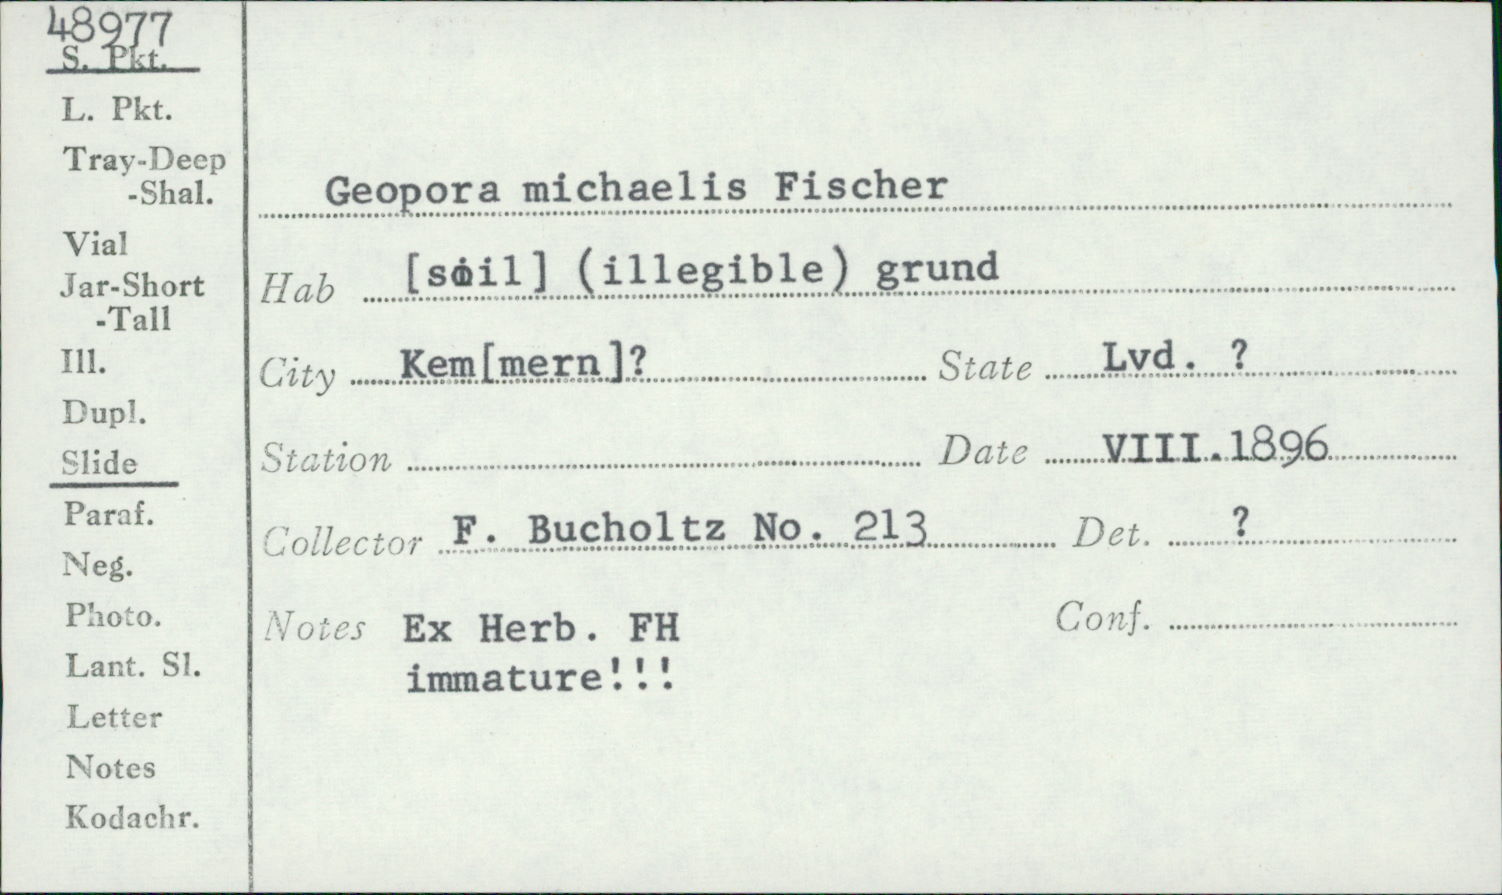 48977
S. Pkt.
L. Pkt.
Tray-Deep
-Shal.
Vial
Jar-Short
-Tall
Ill.
Dupl.
Slide
Paraf.
Neg.
Photo.
Lant. Sl.
Letter
Notes
Kodachr.
Geopora michaelis Fischer
Hab [soil] (illegible) grund
City Kem[mern]? State Lvd. ?
Station Date VIII.1896
Collector F. Bucholtz No. 213 Det. ?
Notes Ex Herb. FH Conf.
immature!!!